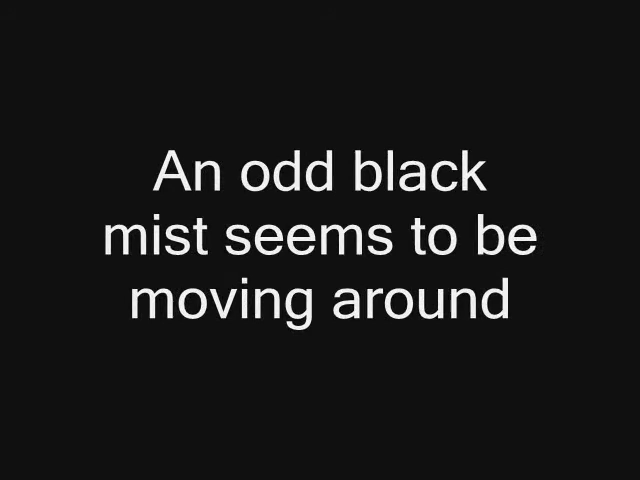 An odd black
mist seems to be
moving around